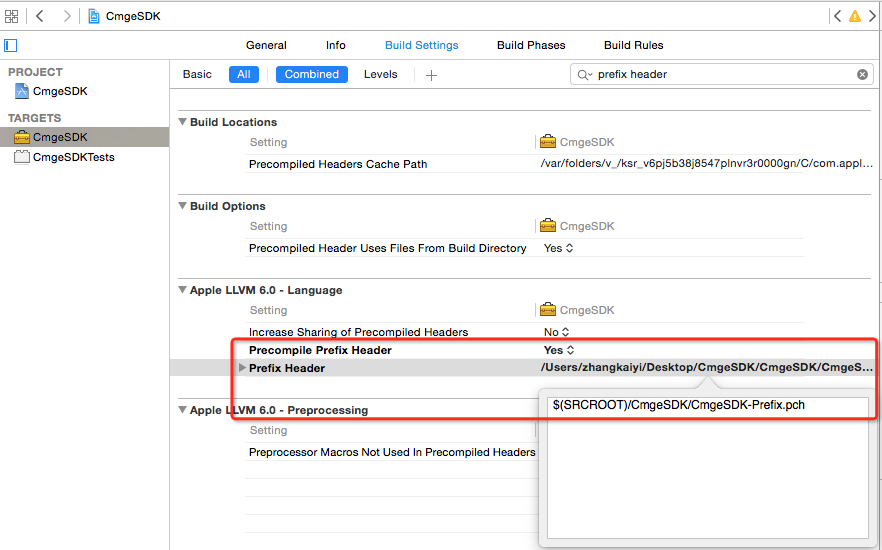 CmgeSDK
General Info Build Settings Build Phases Build Rules
PROJECT
CmgeSDK
TARGETS
CmgeSDK
CmgeSDKTests
Basic All Combined Levels + prefix header
Build Locations
Setting CmgeSDK
Precompiled Headers Cache Path /var/folders/v_/ksr_v6pj5b38j8547plnvr3r0000gn/C/com.appl...
Build Options
Setting CmgeSDK
Precompiled Header Uses Files From Build Directory Yes
Apple LLVM 6.0 - Language
Setting CmgeSDK
Increase Sharing of Precompiled Headers No
Precompile Prefix Header Yes
Prefix Header /Users/zhangkaiyi/Desktop/CmgeSDK/CmgeSDK/CmgeS...
$(SRCROOT)/CmgeSDK/CmgeSDK-Prefix.pch
Apple LLVM 6.0 - Preprocessing
Setting
Preprocessor Macros Not Used In Precompiled Headers